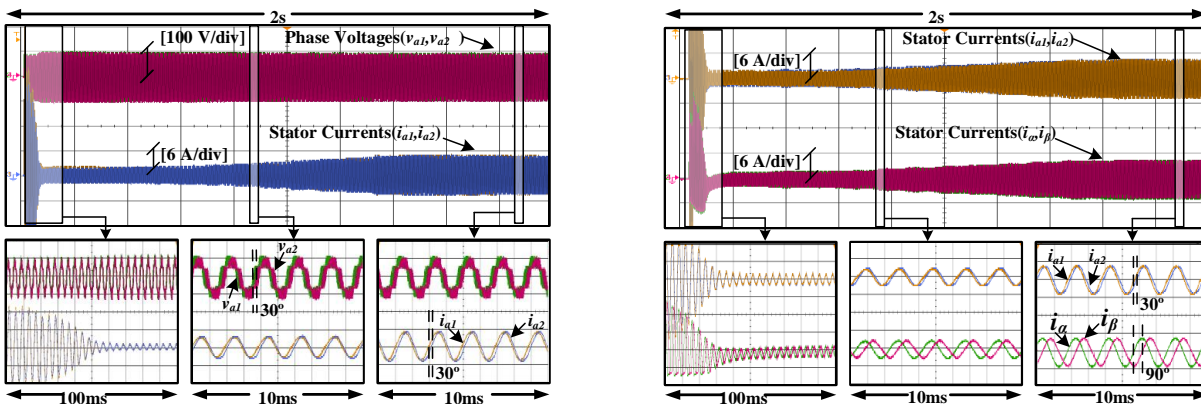 2s
[100 V/div]
Phase Voltages(va1,va2 )
Stator Currents(ia1,ia2)
[6 A/div]
va2
va1
30º
ia1
ia2
30º
100ms
10ms
10ms
2s
Stator Currents(ia1,ia2)
[6 A/div]
Stator Currents(iα,iβ)
[6 A/div]
ia1
ia2
30º
iα
iβ
90º
100ms
10ms
10ms